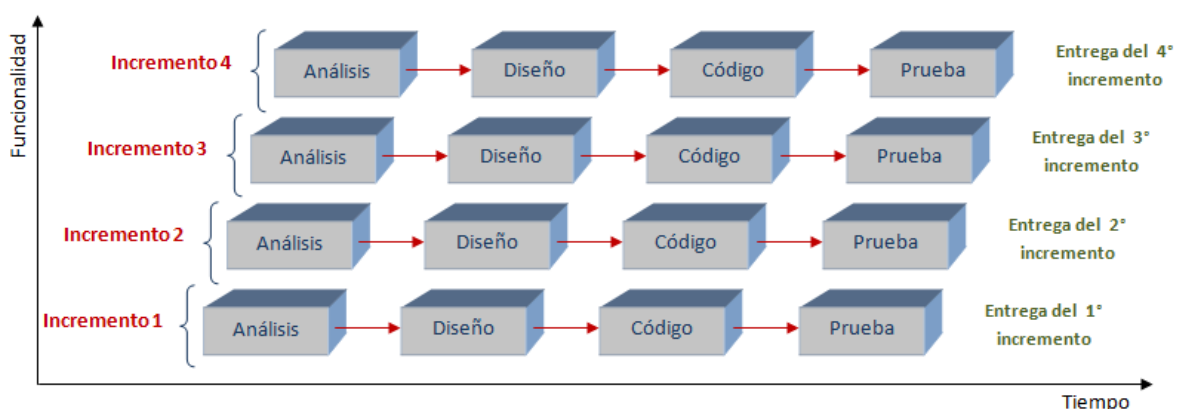 Funcionalidad
Incremento 4
Análisis
Diseño
Código
Prueba
Entrega del 4°
incremento
Incremento 3
Análisis
Diseño
Código
Prueba
Entrega del 3°
incremento
Incremento 2
Análisis
Diseño
Código
Prueba
Entrega del 2°
incremento
Incremento 1
Análisis
Diseño
Código
Prueba
Entrega del 1°
incremento
Tiempo